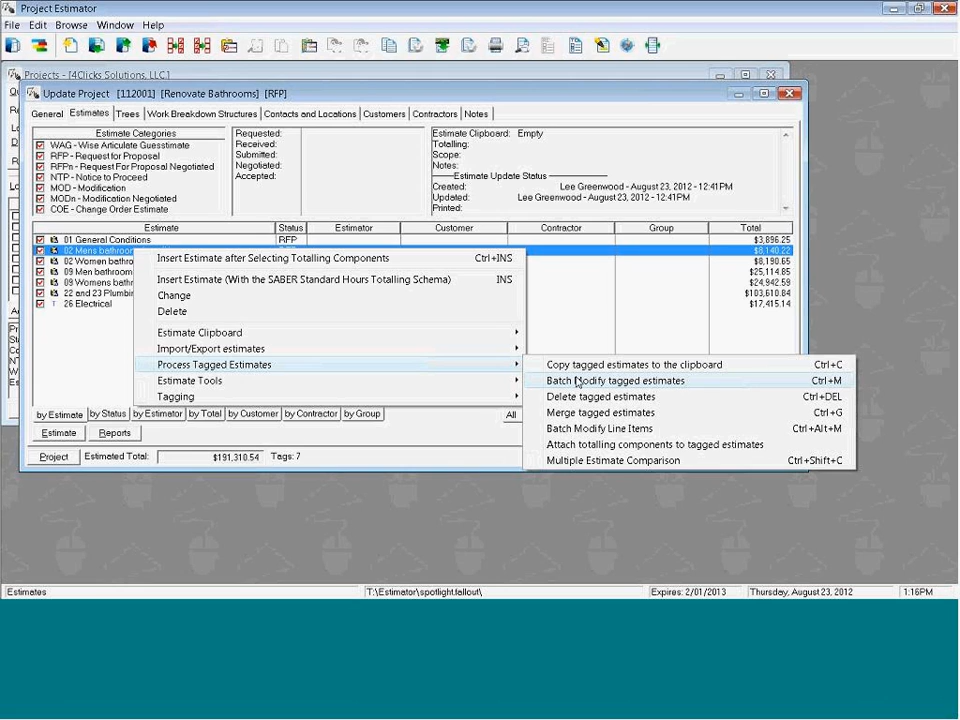 Project Estimator
File Edit Browse Window Help
Projects - [4Clicks Solutions, LLC.]
Update Project [112001] [Renovate Bathrooms] [RFP]
General Estimates Trees Work Breakdown Structures Contacts and Locations Customers Contractors Notes
Estimate Categories
WAG - Wise Articulate Guesstimate
RFP - Request for Proposal
RFPn - Request For Proposal Negotiated
NTP - Notice to Proceed
MOD - Modification
MODn - Modification Negotiated
COE - Change Order Estimate
Requested:
Received:
Submitted:
Negotiated:
Accepted:
Estimate Clipboard: Empty
Totalling:
Scope:
Notes:
Estimate Update Status
Created: Lee Greenwood - August 23, 2012 - 12:41PM
Updated: Lee Greenwood - August 23, 2012 - 12:41PM
Printed:
Estimate Status Estimator Customer Contractor Group Total
01 General Conditions RFP $3,896.25
02 Mens bathroom $8,140.22
02 Women bathro $8,190.65
09 Men bathroom $25,114.85
09 Womens bathr $24,942.59
22 and 23 Plumbin $103,610.84
26 Electrical $17,415.14
Insert Estimate after Selecting Totalling Components Ctrl+INS
Insert Estimate (With the SABER Standard Hours Totalling Schema) INS
Change
Delete
Estimate Clipboard
Import/Export estimates
Process Tagged Estimates
Estimate Tools
Tagging
Copy tagged estimates to the clipboard Ctrl+C
Batch Modify tagged estimates Ctrl+M
Delete tagged estimates Ctrl+DEL
Merge tagged estimates Ctrl+G
Batch Modify Line Items Ctrl+Alt+M
Attach totalling components to tagged estimates
Multiple Estimate Comparison Ctrl+Shift+C
by Estimate by Status by Estimator by Total by Customer by Contractor by Group All
Estimate Reports
Project Estimated Total: $191,310.54 Tags: 7
Estimates T:\Estimator\spotlight.fallout\ Expires: 2/01/2013 Thursday, August 23, 2012 1:16PM